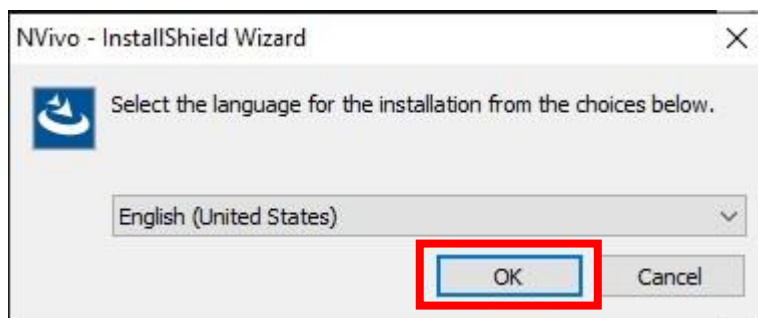 NVivo - InstallShield Wizard
Select the language for the installation from the choices below.
English (United States)
OK
Cancel